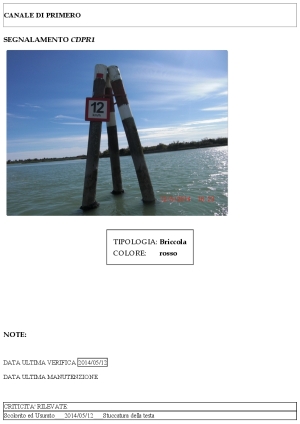 CANALE DI PRIMERO
SEGNALAMENTO CDPR1
12
TIPOLOGIA: Briccola
COLORE: rosso
NOTE:
DATA ULTIMA VERIFICA 2014/05/12
DATA ULTIMA MANUTENZIONE
CRITICITA' RILEVATE
Scolorito ed Usurato 2014/05/12 Stuccatura della testa